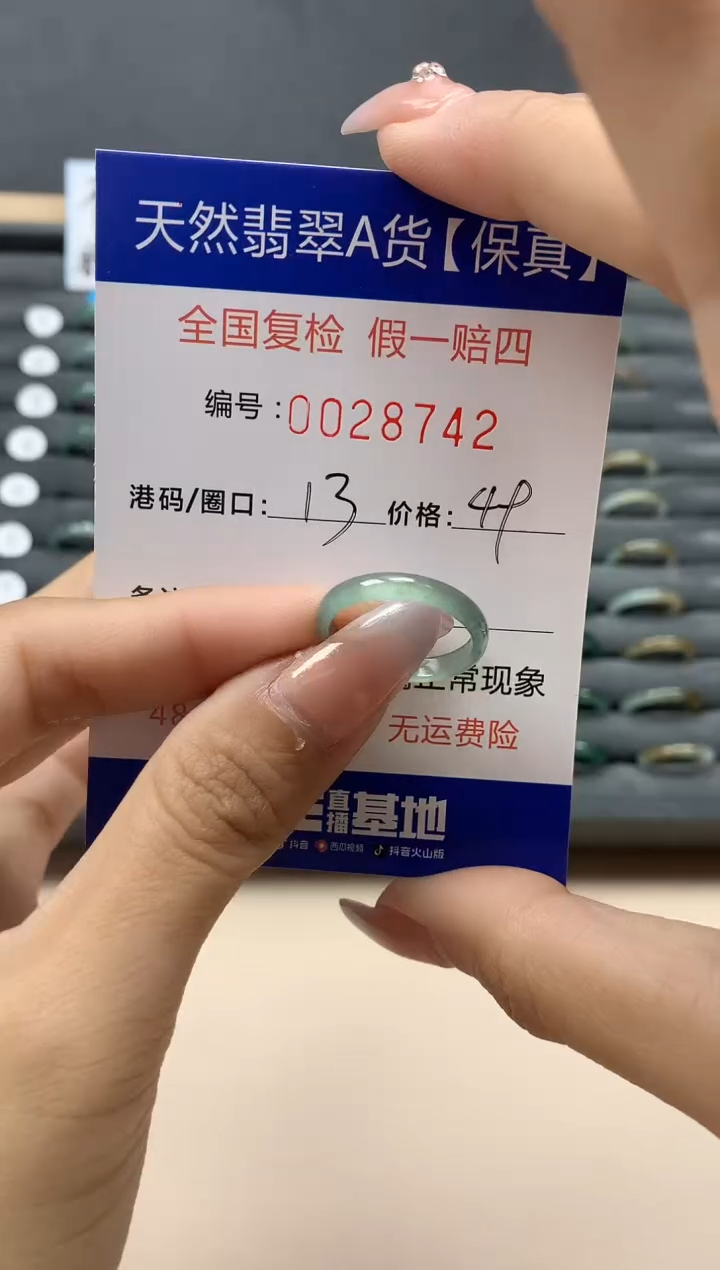 天然翡翠A货【保真】
全国复检 假一赔四
编号:0028742
港码/圈口: 13 价格: 49
正常现象
48 无运费险
直播基地
抖音 西瓜视频 抖音火山版